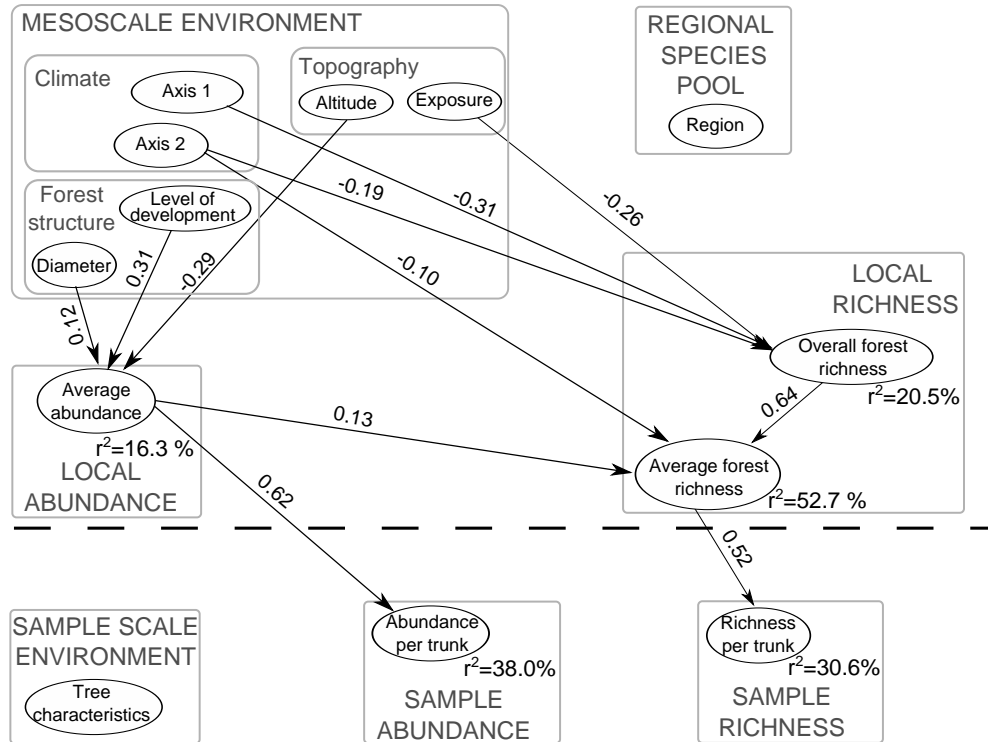 MESOSCALE ENVIRONMENT
Climate
Axis 1
Axis 2
Topography
Altitude
Exposure
Forest
structure
Level of
development
Diameter
REGIONAL
SPECIES
POOL
Region
-0.19
-0.31
-0.26
-0.10
0.31
-0.29
0.12
LOCAL
RICHNESS
Overall forest
richness
r²=20.5%
0.64
Average
abundance
r²=16.3 %
LOCAL
ABUNDANCE
0.13
0.62
Average forest
richness
r²=52.7 %
0.52
SAMPLE SCALE
ENVIRONMENT
Tree
characteristics
Abundance
per trunk
r²=38.0%
SAMPLE
ABUNDANCE
Richness
per trunk
r²=30.6%
SAMPLE
RICHNESS